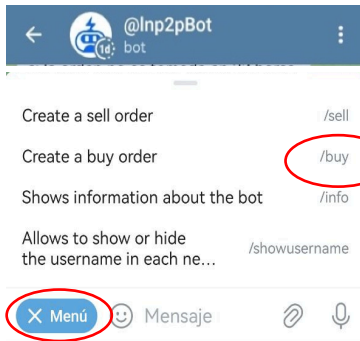 @lnp2pBot
1d
bot
Create a sell order /sell
Create a buy order /buy
Shows information about the bot /info
Allows to show or hide
the username in each ne... /showusername
Menú
Mensaje